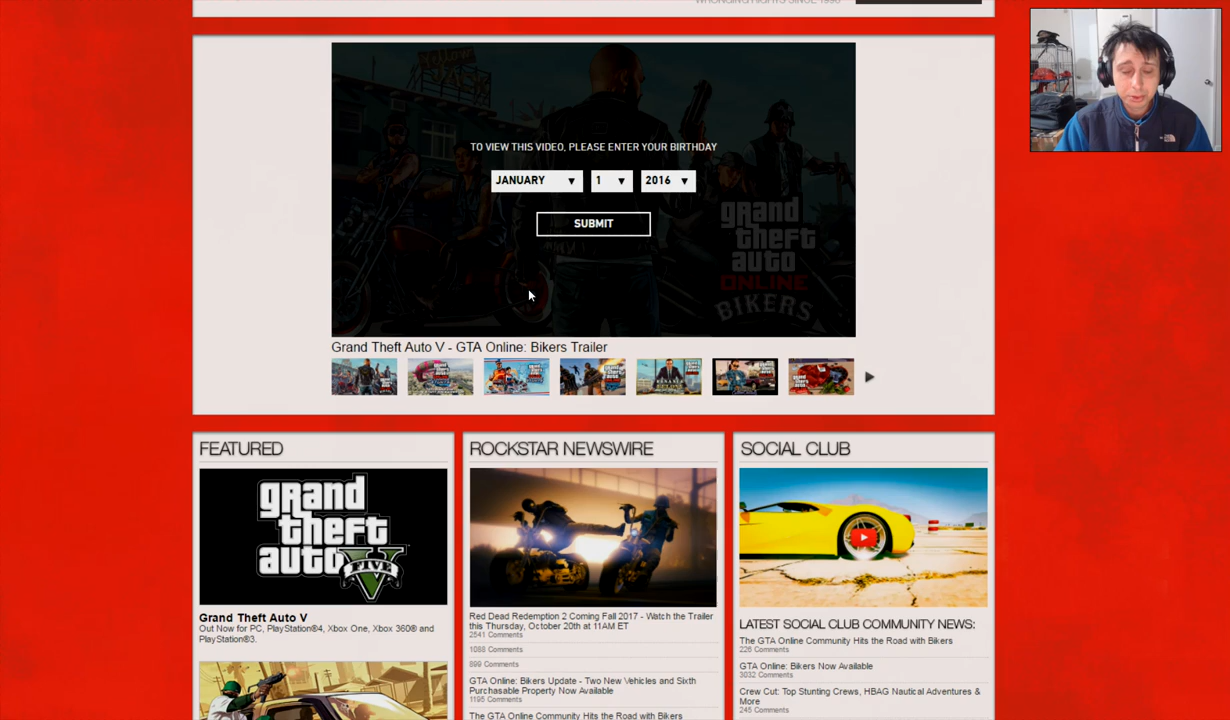 WRONGING RIGHTS SINCE 1998
TO VIEW THIS VIDEO, PLEASE ENTER YOUR BIRTHDAY
JANUARY ▼ 1 ▼ 2016 ▼
SUBMIT
Yellow
grand
theft
auto
ONLINE
BIKERS
Grand Theft Auto V - GTA Online: Bikers Trailer
FEATURED
grand
theft
auto
FIVE
Grand Theft Auto V
Out Now for PC, PlayStation®4, Xbox One, Xbox 360® and
PlayStation®3.
ROCKSTAR NEWSWIRE
Red Dead Redemption 2 Coming Fall 2017 - Watch the Trailer
this Thursday, October 20th at 11AM ET
2541 Comments
1088 Comments
899 Comments
GTA Online: Bikers Update - Two New Vehicles and Sixth
Purchasable Property Now Available
1195 Comments
The GTA Online Community Hits the Road with Bikers
SOCIAL CLUB
LATEST SOCIAL CLUB COMMUNITY NEWS:
The GTA Online Community Hits the Road with Bikers
226 Comments
GTA Online: Bikers Now Available
3032 Comments
Crew Cut: Top Stunting Crews, HBAG Nautical Adventures &
More
245 Comments